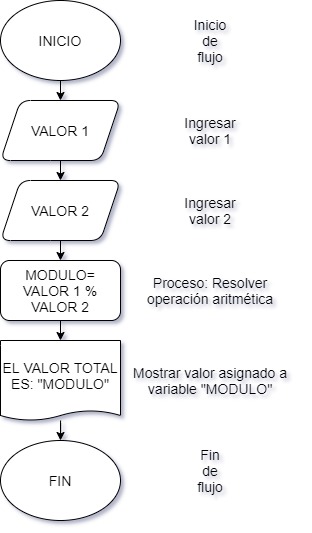 INICIO
Inicio
de
flujo
VALOR 1
Ingresar
valor 1
VALOR 2
Ingresar
valor 2
MODULO=
VALOR 1 %
VALOR 2
Proceso: Resolver
operación aritmética
EL VALOR TOTAL
ES: "MODULO"
Mostrar valor asignado a
variable "MODULO"
FIN
Fin
de
flujo